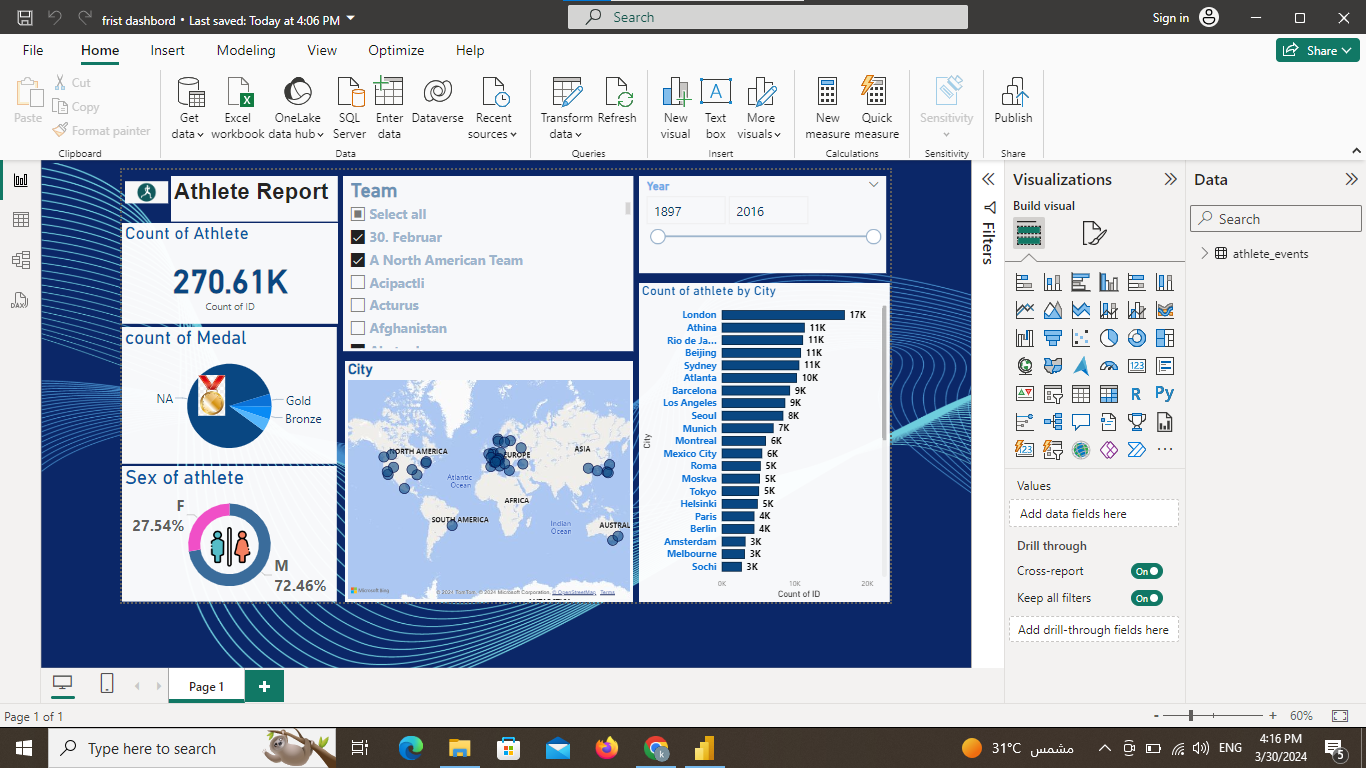 frist dashbord • Last saved: Today at 4:06 PM
Search
Sign in
File
Home
Insert
Modeling
View
Optimize
Help
Share
Paste
Cut
Copy
Format painter
Clipboard
Get data
Excel workbook
OneLake data hub
SQL Server
Enter data
Dataverse
Recent sources
Data
Transform data
Refresh
Queries
New visual
Text box
More visuals
Insert
New measure
Quick measure
Calculations
Sensitivity
Sensitivity
Publish
Share
Athlete Report
Count of Athlete
270.61K
Count of ID
count of Medal
NA
Gold
Bronze
Sex of athlete
F
27.54%
M
72.46%
Team
Select all
30. Februar
A North American Team
Acipactli
Acturus
Afghanistan
City
NORTH AMERICA
EUROPE
ASIA
Atlantic Ocean
AFRICA
SOUTH AMERICA
Indian Ocean
AUSTRAL
Microsoft Bing
© 2024 TomTom, © 2024 Microsoft Corporation, © OpenStreetMap Terms
Year
1897
2016
Count of athlete by City
City
London 17K
Athina 11K
Rio de Ja... 11K
Beijing 11K
Sydney 11K
Atlanta 10K
Barcelona 9K
Los Angeles 9K
Seoul 8K
Munich 7K
Montreal 6K
Mexico City 6K
Roma 5K
Moskva 5K
Tokyo 5K
Helsinki 5K
Paris 4K
Berlin 4K
Amsterdam 3K
Melbourne 3K
Sochi 3K
0K 10K 20K
Count of ID
Filters
Visualizations
Build visual
123
R
Py
123
Values
Add data fields here
Drill through
Cross-report
On
Keep all filters
On
Add drill-through fields here
Data
Search
athlete_events
DAX
Page 1
Page 1 of 1
- + 60%
Type here to search
k
31°C مشمس
ENG
4:16 PM
3/30/2024
5